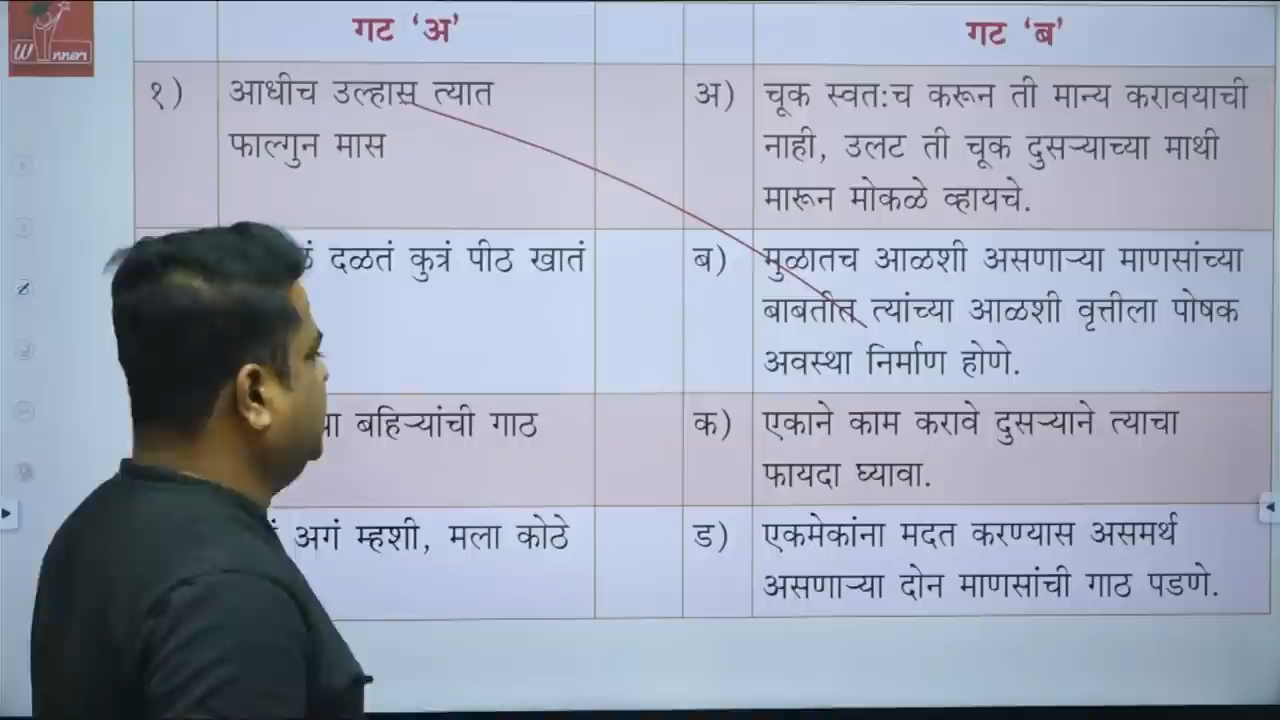 Winners
गट ‘अ’
गट ‘ब’
१)
आधीच उल्हास त्यात
फाल्गुन मास
अ)
चूक स्वत:च करून ती मान्य करावयाची
नाही, उलट ती चूक दुसऱ्याच्या माथी
मारून मोकळे व्हायचे.
दळतं कुत्रं पीठ खातं
ब)
मुळातच आळशी असणाऱ्या माणसांच्या
बाबतीत त्यांच्या आळशी वृत्तीला पोषक
अवस्था निर्माण होणे.
बहिऱ्यांची गाठ
क)
एकाने काम करावे दुसऱ्याने त्याचा
फायदा घ्यावा.
अगं म्हशी, मला कोठे
ड)
एकमेकांना मदत करण्यास असमर्थ
असणाऱ्या दोन माणसांची गाठ पडणे.